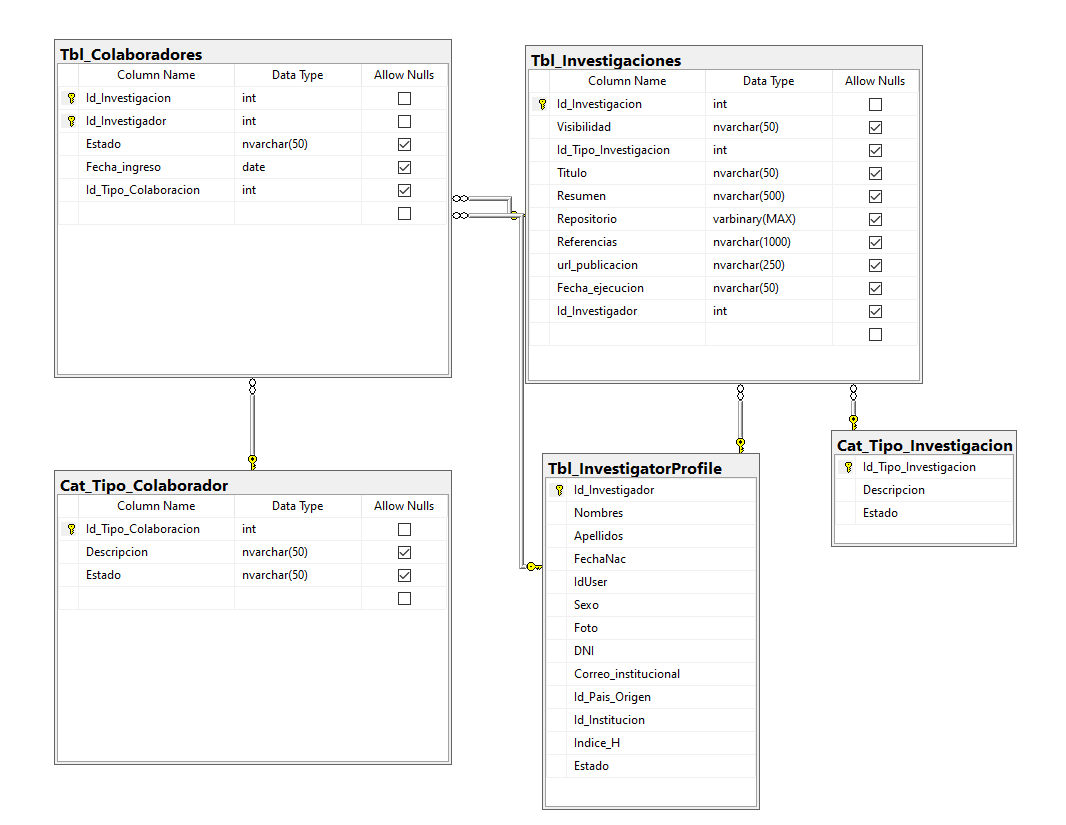 Tbl_Colaboradores
Column Name Data Type Allow Nulls
Id_Investigacion int
Id_Investigador int
Estado nvarchar(50)
Fecha_ingreso date
Id_Tipo_Colaboracion int
Tbl_Investigaciones
Column Name Data Type Allow Nulls
Id_Investigacion int
Visibilidad nvarchar(50)
Id_Tipo_Investigacion int
Titulo nvarchar(50)
Resumen nvarchar(500)
Repositorio varbinary(MAX)
Referencias nvarchar(1000)
url_publicacion nvarchar(250)
Fecha_ejecucion nvarchar(50)
Id_Investigador int
Cat_Tipo_Colaborador
Column Name Data Type Allow Nulls
Id_Tipo_Colaboracion int
Descripcion nvarchar(50)
Estado nvarchar(50)
Tbl_InvestigatorProfile
Id_Investigador
Nombres
Apellidos
FechaNac
IdUser
Sexo
Foto
DNI
Correo_institucional
Id_Pais_Origen
Id_Institucion
Indice_H
Estado
Cat_Tipo_Investigacion
Id_Tipo_Investigacion
Descripcion
Estado